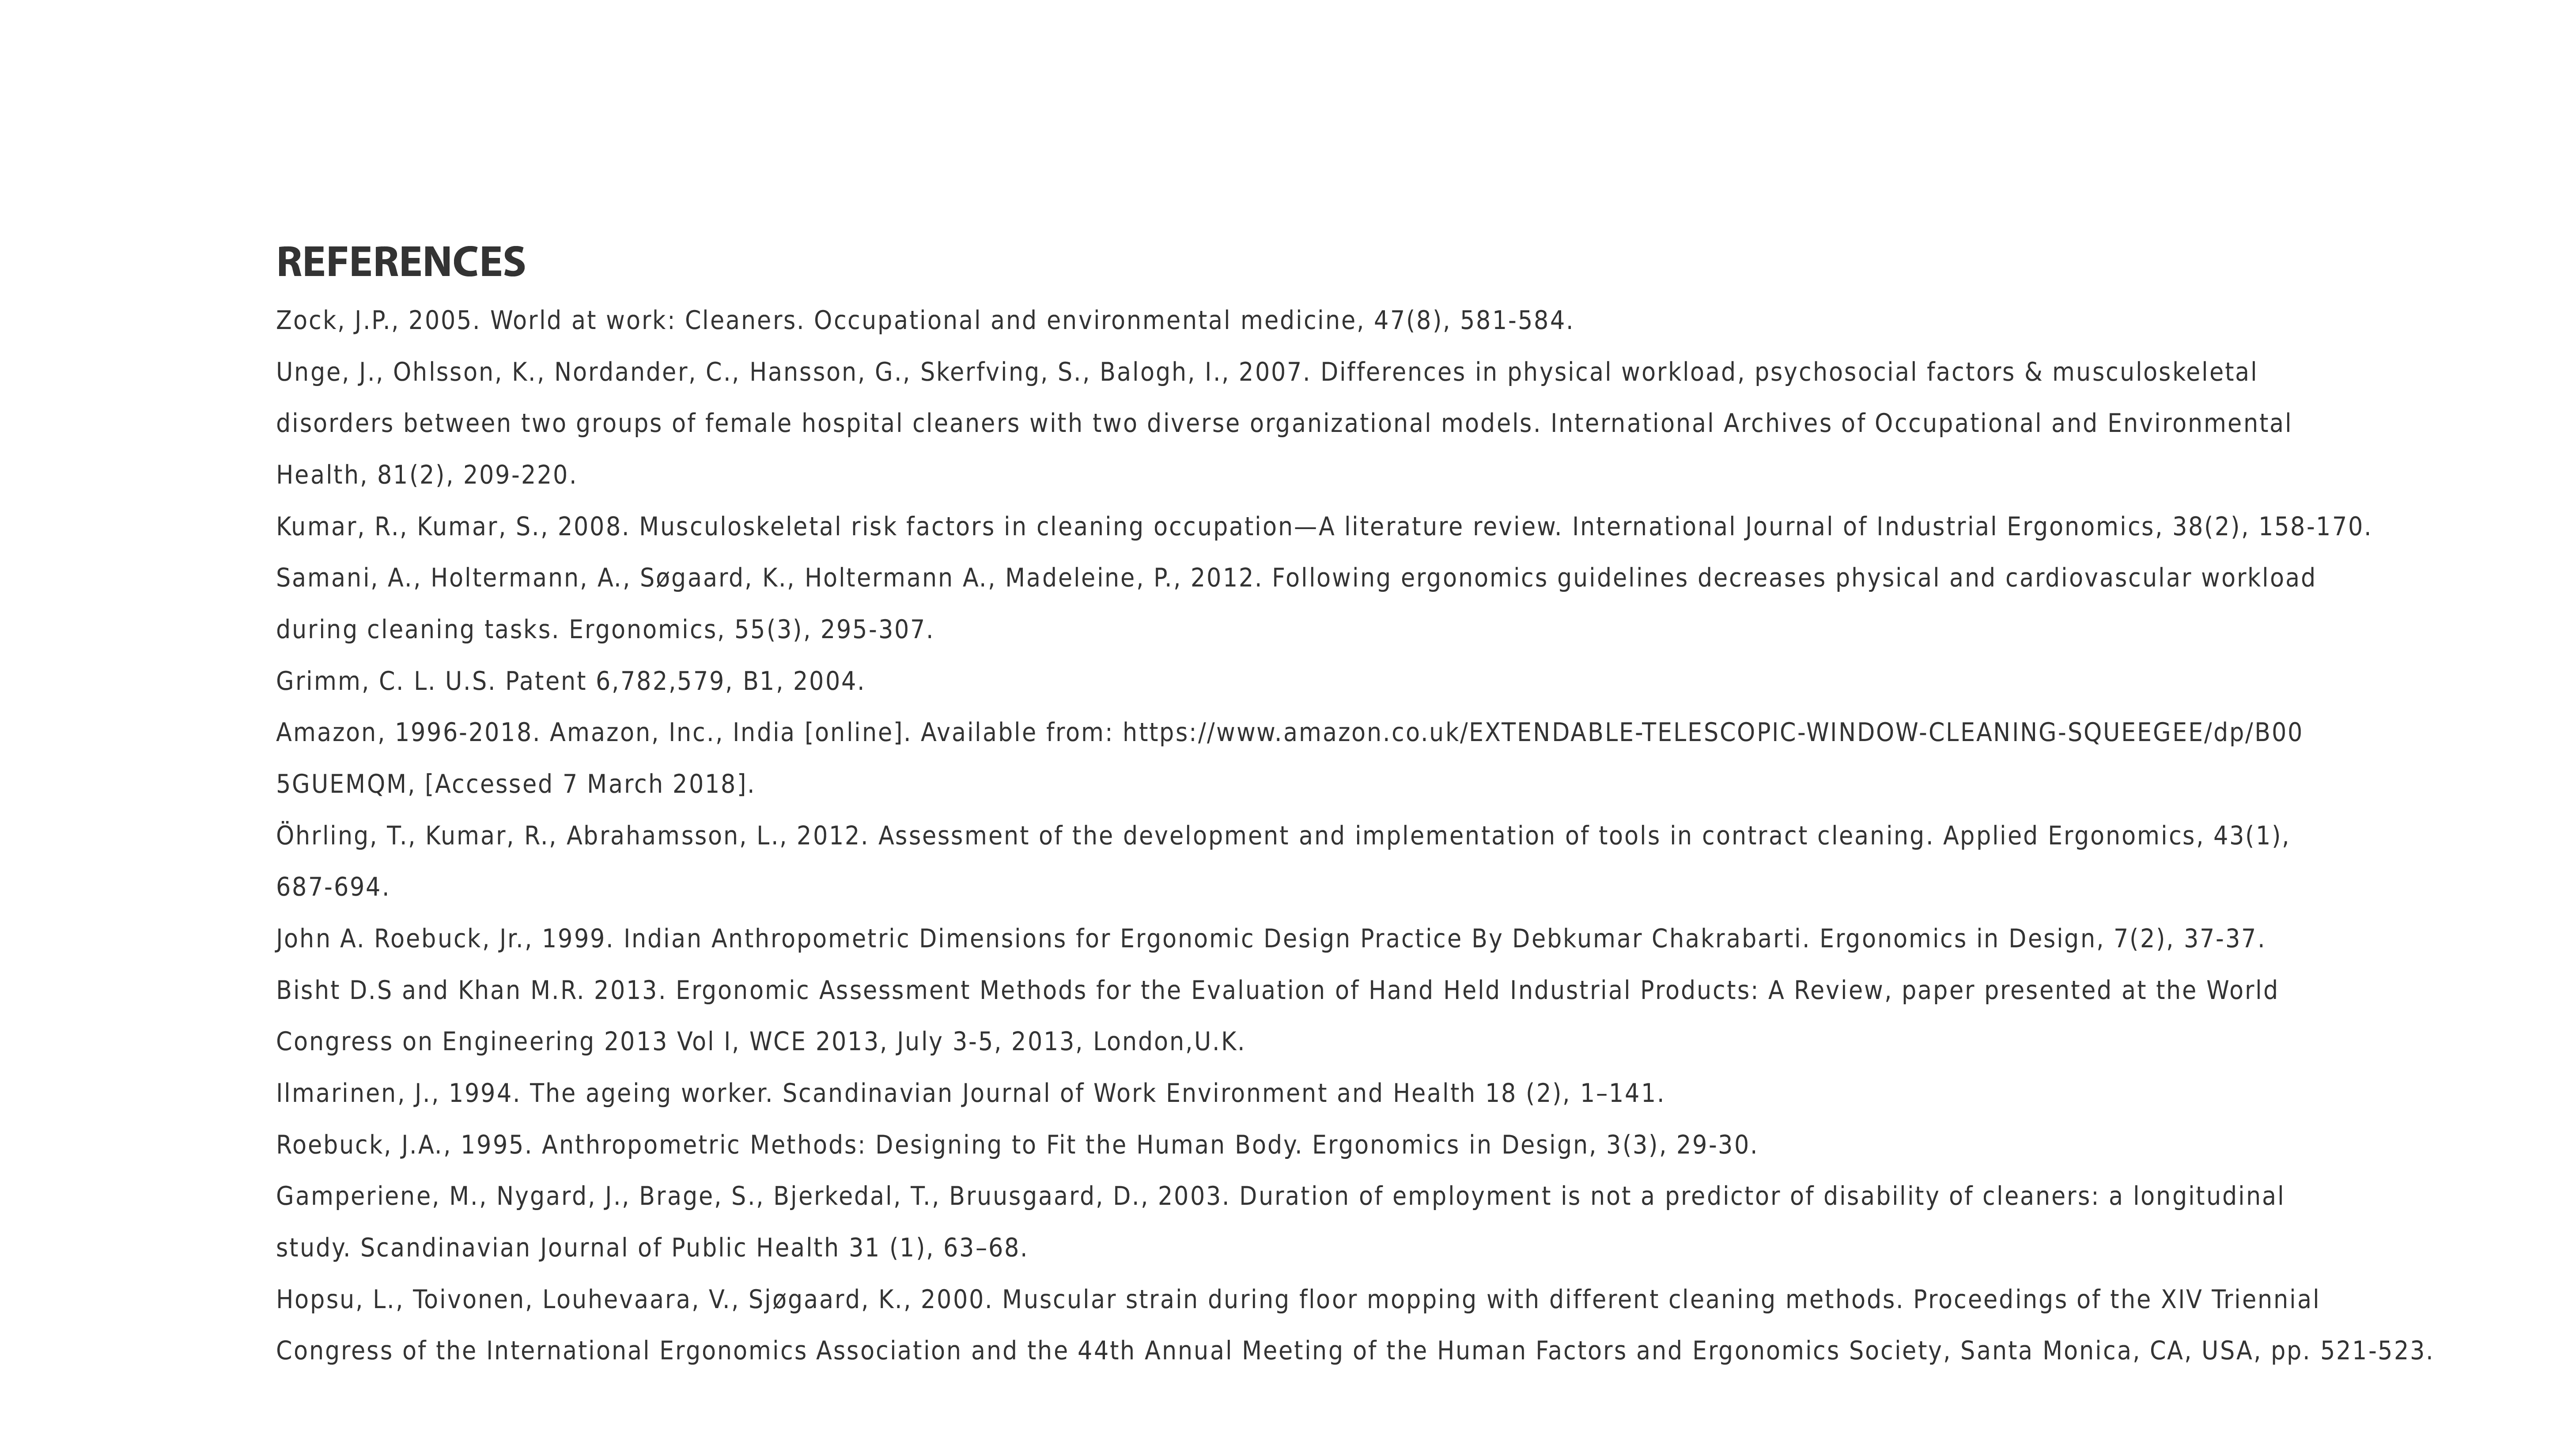 REFERENCES
Zock, J.P., 2005. World at work: Cleaners. Occupational and environmental medicine, 47(8), 581-584.
Unge, J., Ohlsson, K., Nordander, C., Hansson, G., Skerfving, S., Balogh, I., 2007. Differences in physical workload, psychosocial factors & musculoskeletal
disorders between two groups of female hospital cleaners with two diverse organizational models. International Archives of Occupational and Environmental
Health, 81(2), 209-220.
Kumar, R., Kumar, S., 2008. Musculoskeletal risk factors in cleaning occupation—A literature review. International Journal of Industrial Ergonomics, 38(2), 158-170.
Samani, A., Holtermann, A., Søgaard, K., Holtermann A., Madeleine, P., 2012. Following ergonomics guidelines decreases physical and cardiovascular workload
during cleaning tasks. Ergonomics, 55(3), 295-307.
Grimm, C. L. U.S. Patent 6,782,579, B1, 2004.
Amazon, 1996-2018. Amazon, Inc., India [online]. Available from: https://www.amazon.co.uk/EXTENDABLE-TELESCOPIC-WINDOW-CLEANING-SQUEEGEE/dp/B00
5GUEMQM, [Accessed 7 March 2018].
Öhrling, T., Kumar, R., Abrahamsson, L., 2012. Assessment of the development and implementation of tools in contract cleaning. Applied Ergonomics, 43(1),
687-694.
John A. Roebuck, Jr., 1999. Indian Anthropometric Dimensions for Ergonomic Design Practice By Debkumar Chakrabarti. Ergonomics in Design, 7(2), 37-37.
Bisht D.S and Khan M.R. 2013. Ergonomic Assessment Methods for the Evaluation of Hand Held Industrial Products: A Review, paper presented at the World
Congress on Engineering 2013 Vol I, WCE 2013, July 3-5, 2013, London,U.K.
Ilmarinen, J., 1994. The ageing worker. Scandinavian Journal of Work Environment and Health 18 (2), 1–141.
Roebuck, J.A., 1995. Anthropometric Methods: Designing to Fit the Human Body. Ergonomics in Design, 3(3), 29-30.
Gamperiene, M., Nygard, J., Brage, S., Bjerkedal, T., Bruusgaard, D., 2003. Duration of employment is not a predictor of disability of cleaners: a longitudinal
study. Scandinavian Journal of Public Health 31 (1), 63–68.
Hopsu, L., Toivonen, Louhevaara, V., Sjøgaard, K., 2000. Muscular strain during floor mopping with different cleaning methods. Proceedings of the XIV Triennial
Congress of the International Ergonomics Association and the 44th Annual Meeting of the Human Factors and Ergonomics Society, Santa Monica, CA, USA, pp. 521-523.